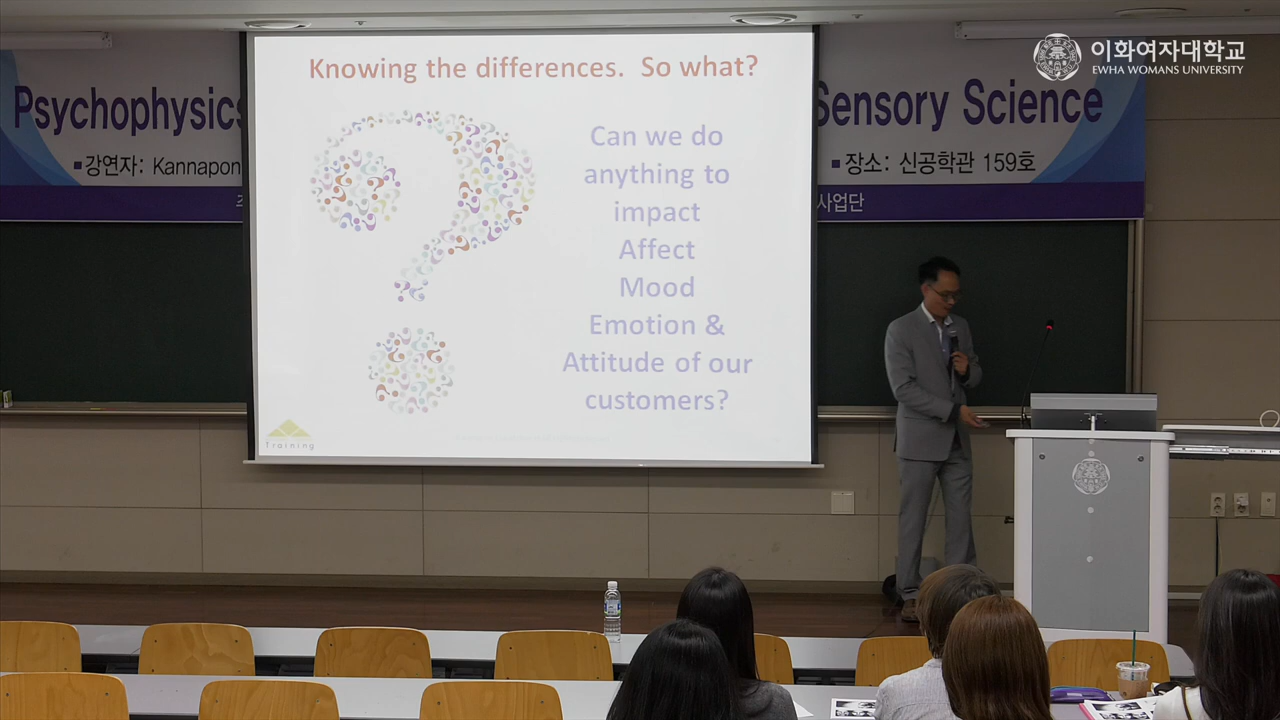 이화여자대학교
EWHA WOMANS UNIVERSITY
Psychophysics
Sensory Science
▪강연자: Kannapon
▪장소: 신공학관 159호
사업단
Knowing the differences. So what?
Can we do
anything to
impact
Affect
Mood
Emotion &
Attitude of our
customers?
Training